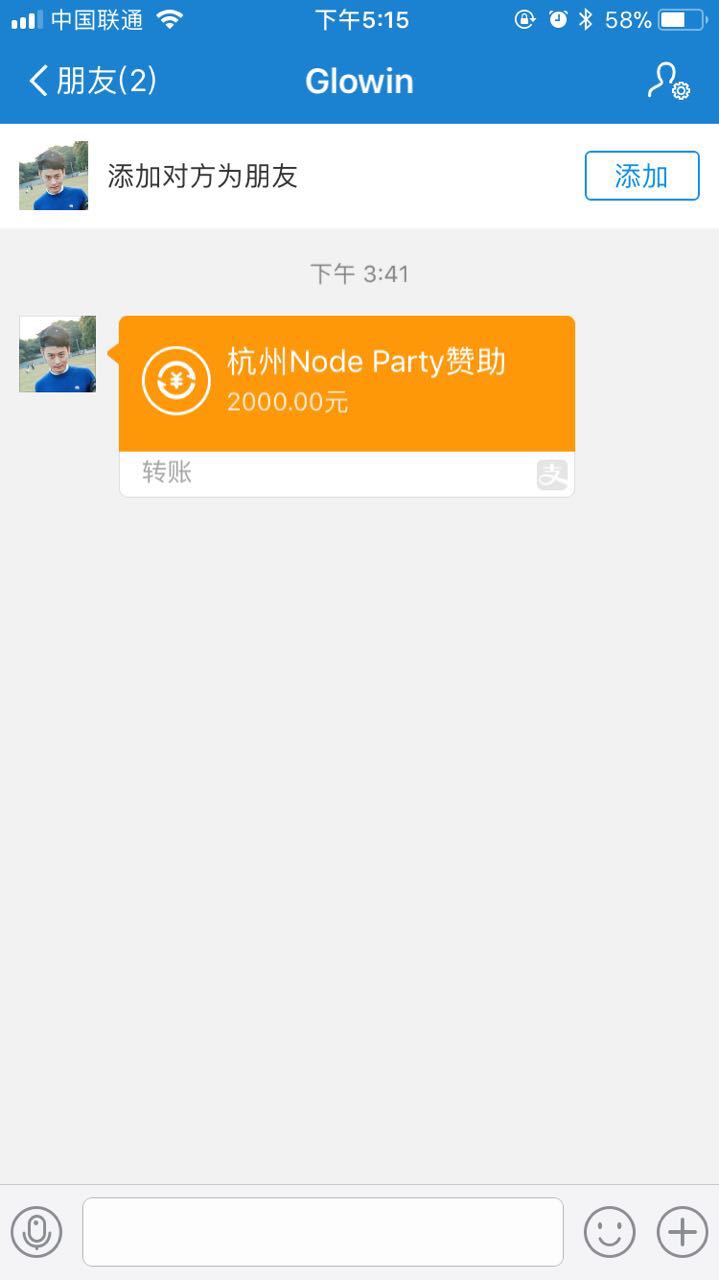 中国联通 下午5:15 58%
朋友(2) Glowin
添加对方为朋友 添加
下午 3:41
杭州Node Party赞助
2000.00元
转账 支